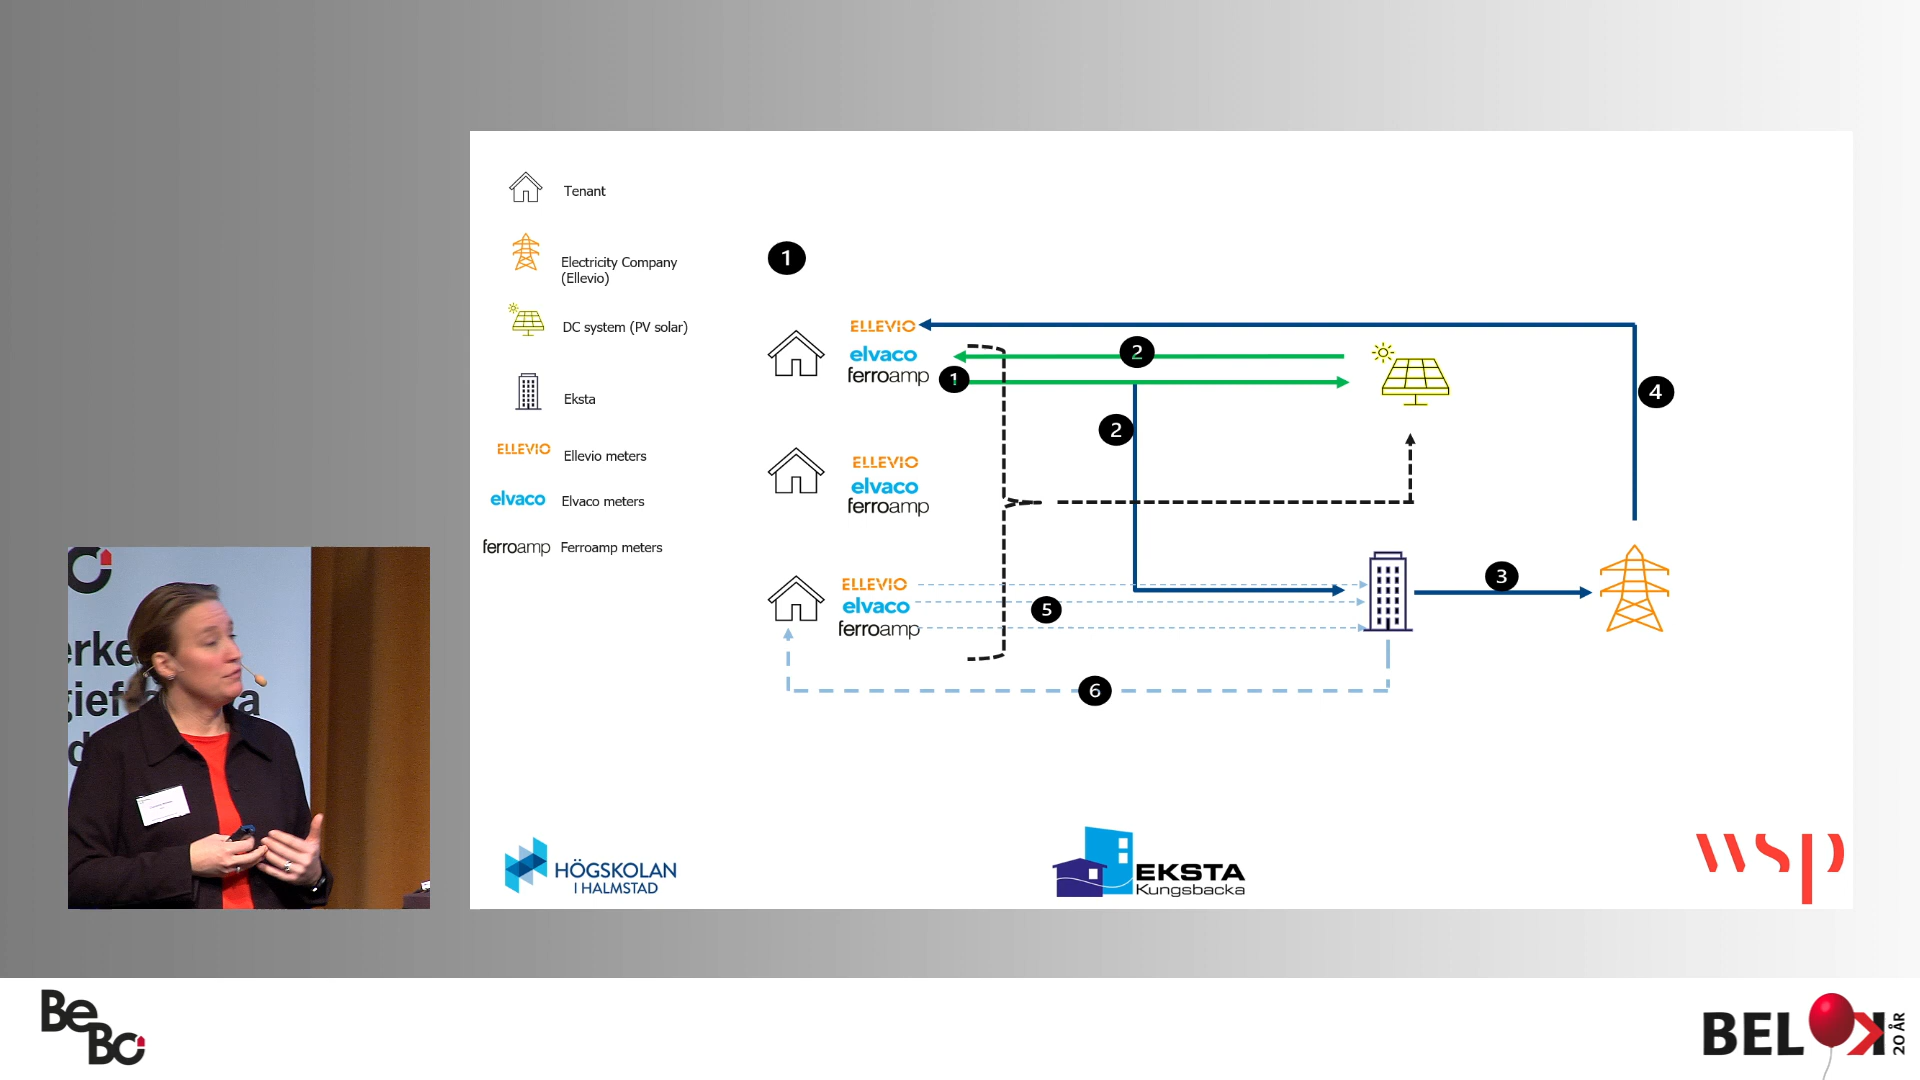 Tenant
Electricity Company
(Ellevio)
DC system (PV solar)
Eksta
ELLEVIO
Ellevio meters
elvaco
Elvaco meters
ferroamp
Ferroamp meters
1
ELLEVIO
elvaco
ferroamp
2
1
2
4
ELLEVIO
elvaco
ferroamp
3
ELLEVIO
elvaco
ferroamp
5
6
HÖGSKOLAN
I HALMSTAD
EKSTA
Kungsbacka
wsp
BeBo
BELOK
20 ÅR